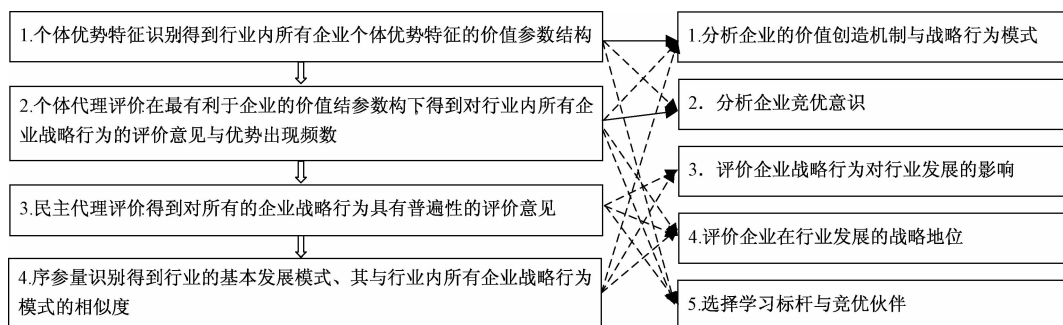 1.个体优势特征识别得到行业内所有企业个体优势特征的价值参数结构
2.个体代理评价在最有利于企业的价值结参数构下得到对行业内所有企
业战略行为的评价意见与优势出现频数
3.民主代理评价得到对所有的企业战略行为具有普遍性的评价意见
4.序参量识别得到行业的基本发展模式、其与行业内所有企业战略行为
模式的相似度
1.分析企业的价值创造机制与战略行为模式
2．分析企业竞优意识
3．评价企业战略行为对行业发展的影响
4.评价企业在行业发展的战略地位
5.选择学习标杆与竞优伙伴